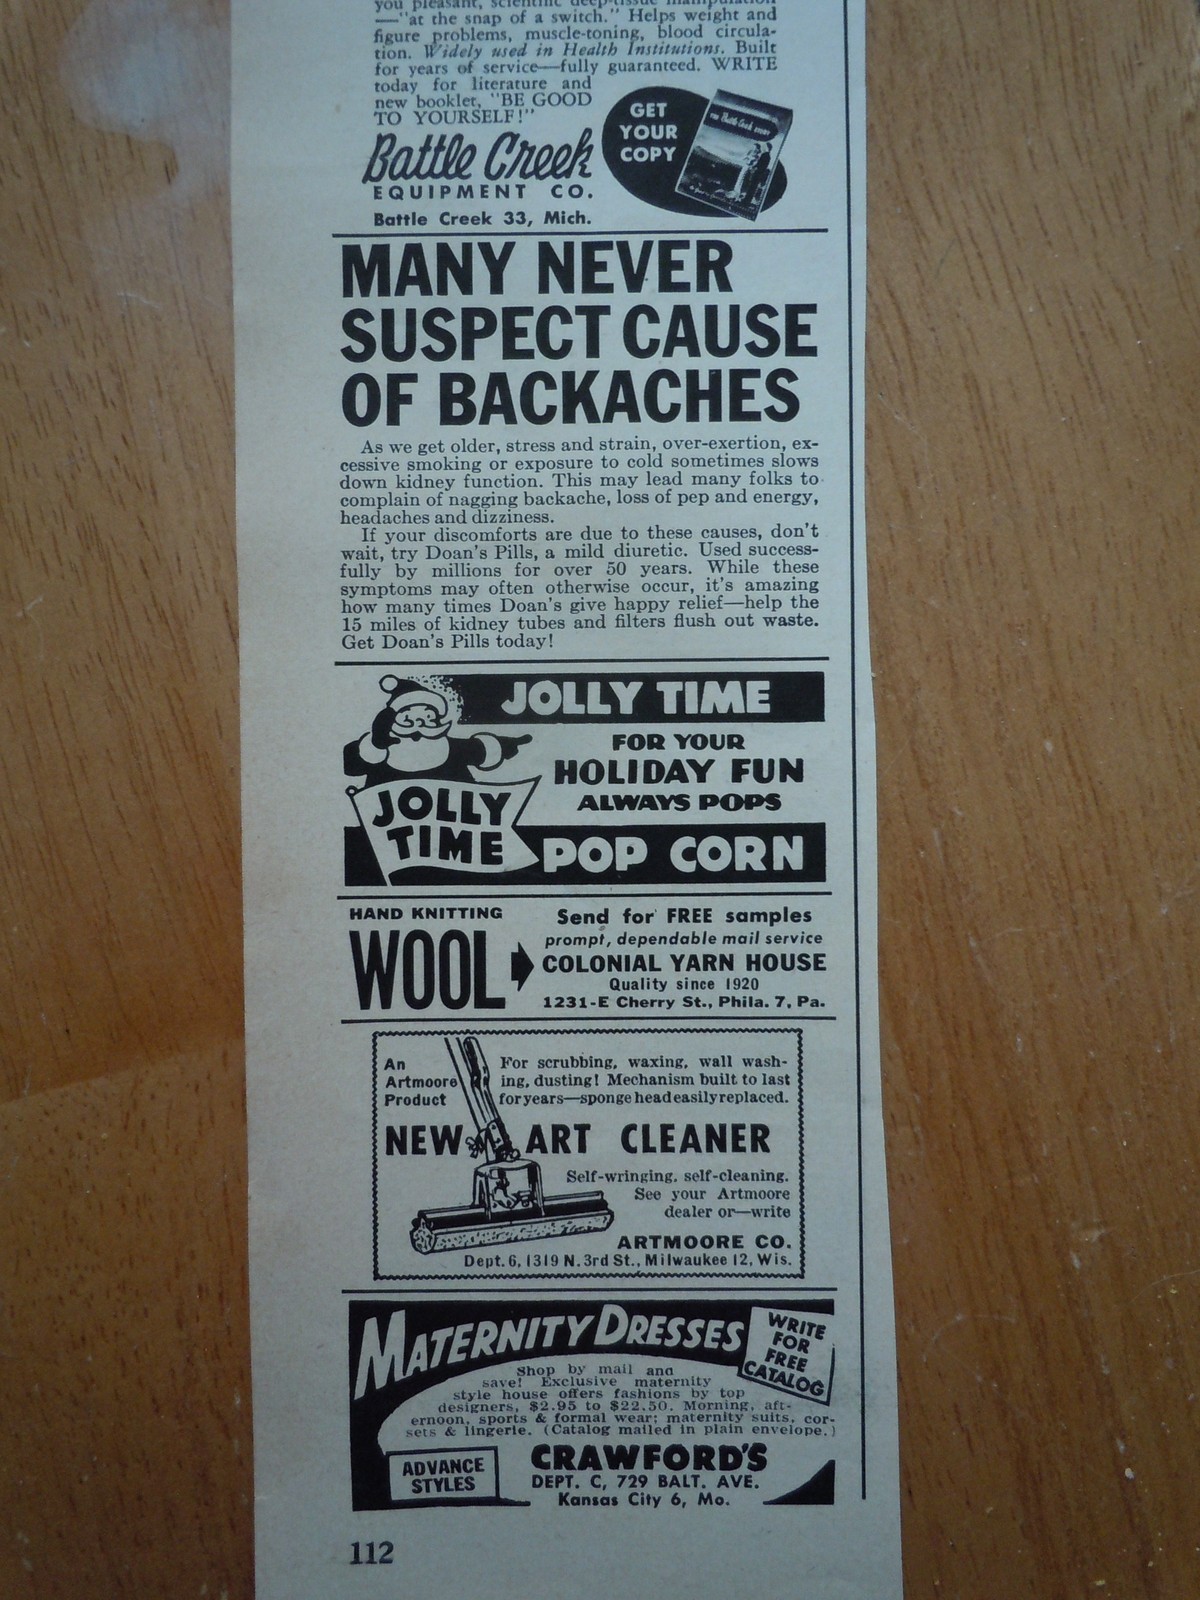 you pleasant, scientific deep-tissue manipulation
—"at the snap of a switch." Helps weight and
figure problems, muscle-toning, blood circula-
tion. Widely used in Health Institutions. Built
for years of service—fully guaranteed. WRITE
today for literature and
new booklet, "BE GOOD
TO YOURSELF!"
GET
YOUR
COPY
THE Battle Creek STORY
Battle Creek
EQUIPMENT CO.
Battle Creek 33, Mich.
MANY NEVER
SUSPECT CAUSE
OF BACKACHES
As we get older, stress and strain, over-exertion, ex-
cessive smoking or exposure to cold sometimes slows
down kidney function. This may lead many folks to
complain of nagging backache, loss of pep and energy,
headaches and dizziness.
If your discomforts are due to these causes, don't
wait, try Doan's Pills, a mild diuretic. Used success-
fully by millions for over 50 years. While these
symptoms may often otherwise occur, it's amazing
how many times Doan's give happy relief—help the
15 miles of kidney tubes and filters flush out waste.
Get Doan's Pills today!
JOLLY TIME
FOR YOUR
HOLIDAY FUN
ALWAYS POPS
JOLLY
TIME
POP CORN
HAND KNITTING
WOOL
Send for FREE samples
prompt, dependable mail service
COLONIAL YARN HOUSE
Quality since 1920
1231-E Cherry St., Phila. 7, Pa.
An
Artmoore
Product
For scrubbing, waxing, wall wash-
ing, dusting! Mechanism built to last
for years—sponge head easily replaced.
NEW ART CLEANER
Self-wringing, self-cleaning.
See your Artmoore
dealer or—write
ARTMOORE CO.
Dept. 6, 1319 N. 3rd St., Milwaukee 12, Wis.
MATERNITY DRESSES
WRITE
FOR
FREE
CATALOG
Shop by mail and
save! Exclusive maternity
style house offers fashions by top
designers, $2.95 to $22.50. Morning, aft-
ernoon, sports & formal wear; maternity suits, cor-
sets & lingerie. (Catalog mailed in plain envelope.)
ADVANCE
STYLES
CRAWFORD'S
DEPT. C, 729 BALT. AVE.
Kansas City 6, Mo.
112